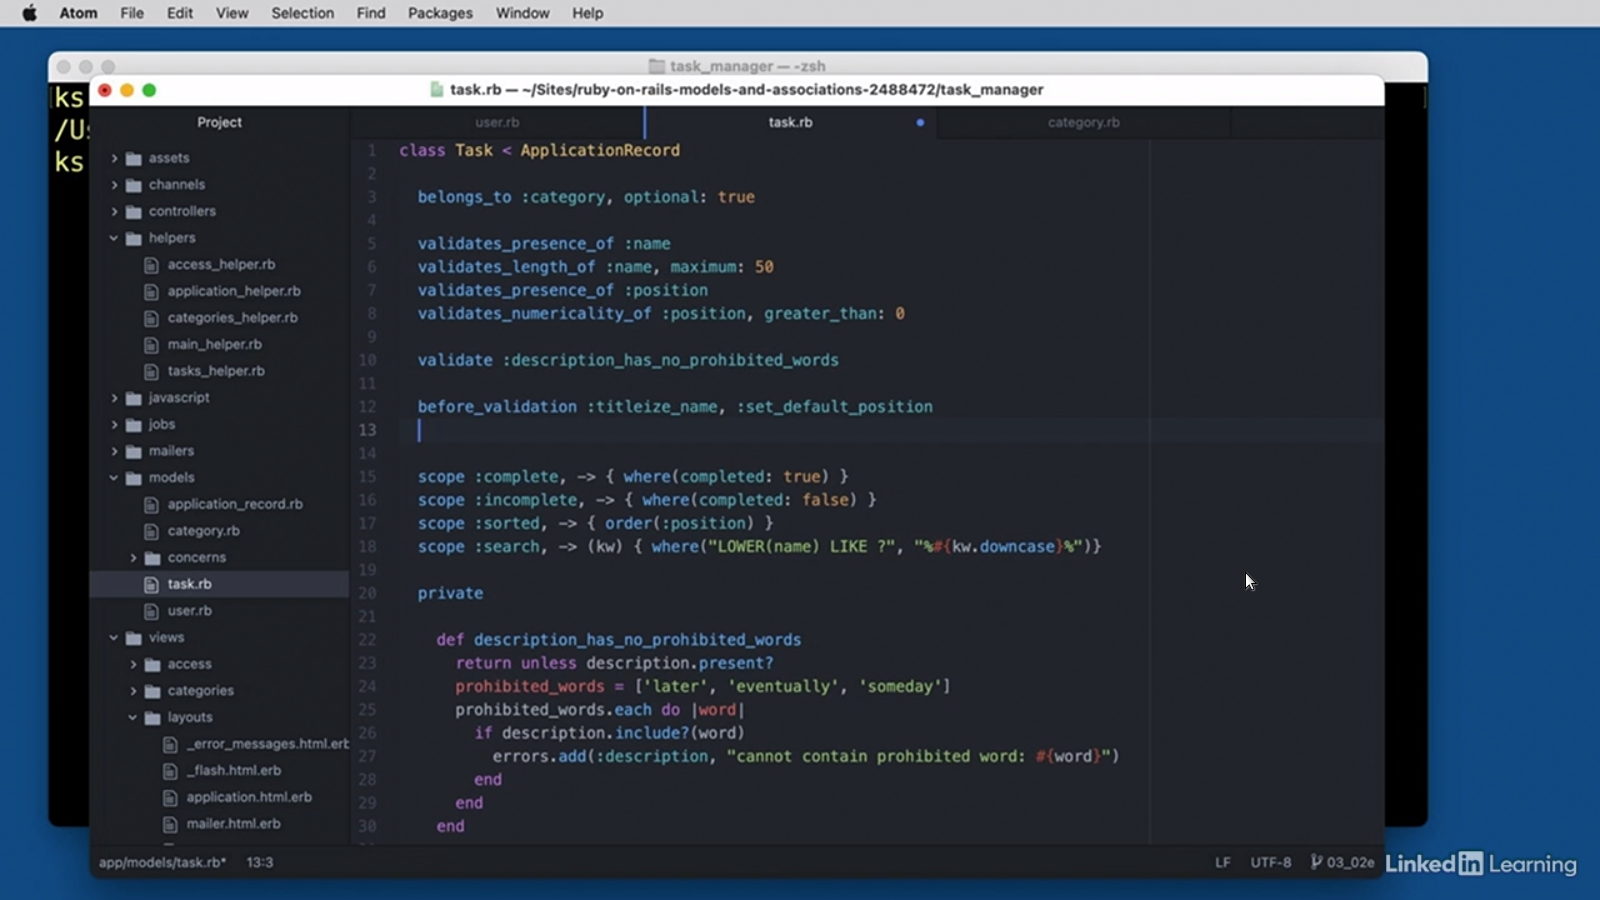 Atom File Edit View Selection Find Packages Window Help
task_manager — -zsh
ks
/Us
ks
task.rb — ~/Sites/ruby-on-rails-models-and-associations-2488472/task_manager
Project
user.rb
task.rb
category.rb
assets
channels
controllers
helpers
access_helper.rb
application_helper.rb
categories_helper.rb
main_helper.rb
tasks_helper.rb
javascript
jobs
mailers
models
application_record.rb
category.rb
concerns
task.rb
user.rb
views
access
categories
layouts
_error_messages.html.erb
_flash.html.erb
application.html.erb
mailer.html.erb
1 class Task < ApplicationRecord
2
3 belongs_to :category, optional: true
4
5 validates_presence_of :name
6 validates_length_of :name, maximum: 50
7 validates_presence_of :position
8 validates_numericality_of :position, greater_than: 0
9
10 validate :description_has_no_prohibited_words
11
12 before_validation :titleize_name, :set_default_position
13
14
15 scope :complete, -> { where(completed: true) }
16 scope :incomplete, -> { where(completed: false) }
17 scope :sorted, -> { order(:position) }
18 scope :search, -> (kw) { where("LOWER(name) LIKE ?", "%#{kw.downcase}%")}
19
20 private
21
22 def description_has_no_prohibited_words
23 return unless description.present?
24 prohibited_words = ['later', 'eventually', 'someday']
25 prohibited_words.each do |word|
26 if description.include?(word)
27 errors.add(:description, "cannot contain prohibited word: #{word}")
28 end
29 end
30 end
app/models/task.rb* 13:3
LF UTF-8 03_02e
LinkedIn Learning